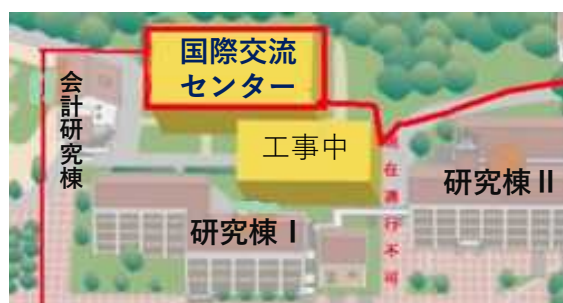 国際交流
センター
会計研究棟
工事中
現在通行不可
研究棟Ⅱ
研究棟Ⅰ